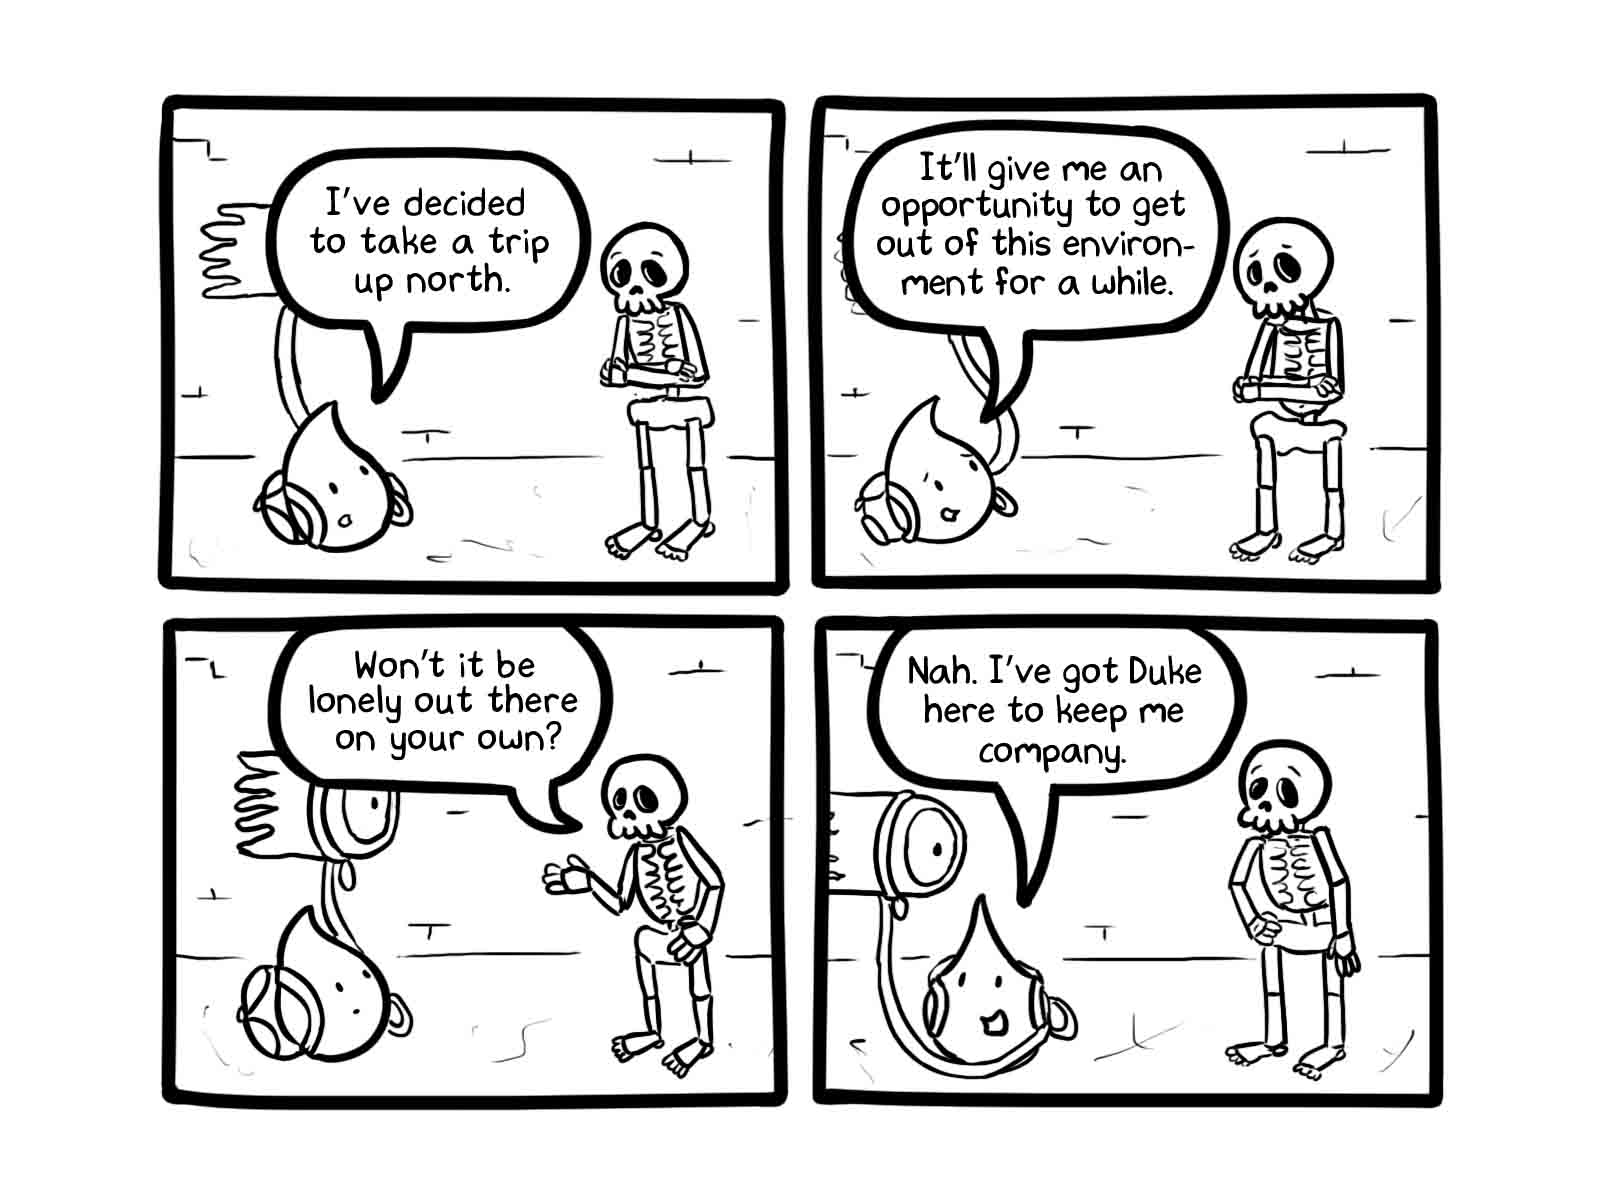 I've decided
to take a trip
up north.
It'll give me an
opportunity to get
out of this environ-
ment for a while.
Won't it be
lonely out there
on your own?
Nah. I've got Duke
here to keep me
company.